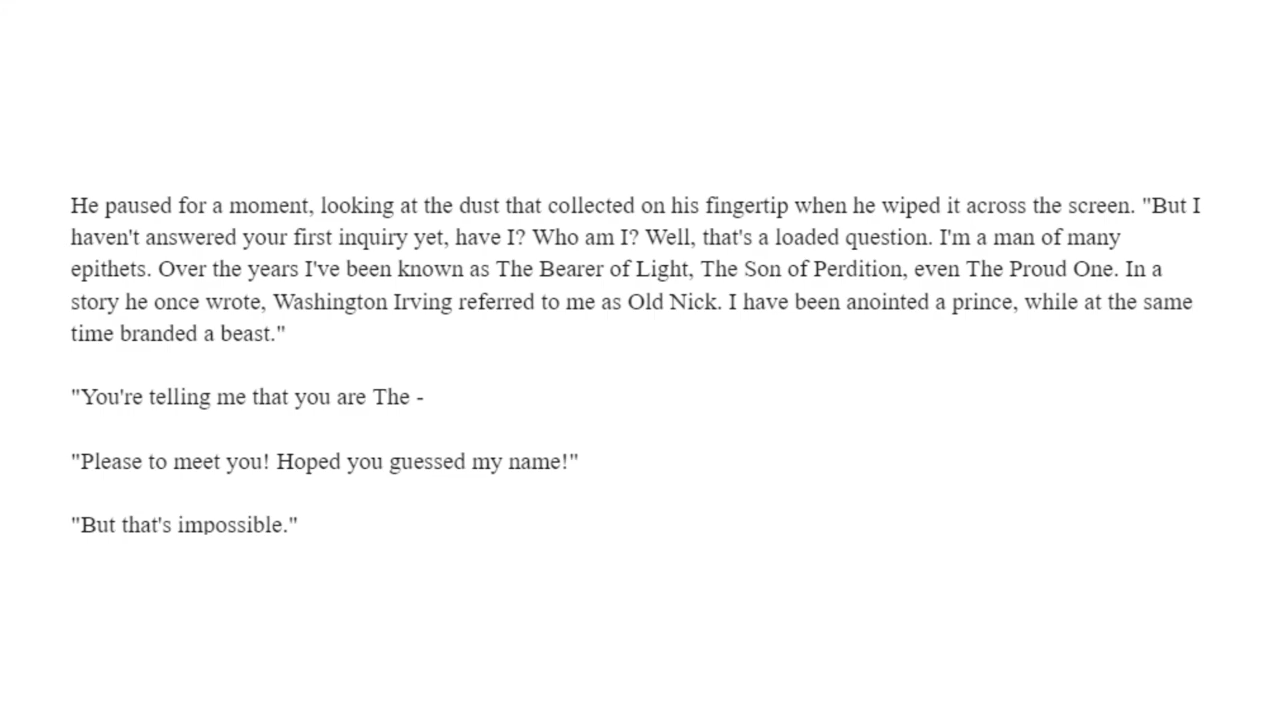 He paused for a moment, looking at the dust that collected on his fingertip when he wiped it across the screen. "But I
haven't answered your first inquiry yet, have I? Who am I? Well, that's a loaded question. I'm a man of many
epithets. Over the years I've been known as The Bearer of Light, The Son of Perdition, even The Proud One. In a
story he once wrote, Washington Irving referred to me as Old Nick. I have been anointed a prince, while at the same
time branded a beast."
"You're telling me that you are The -
"Please to meet you! Hoped you guessed my name!"
"But that's impossible."